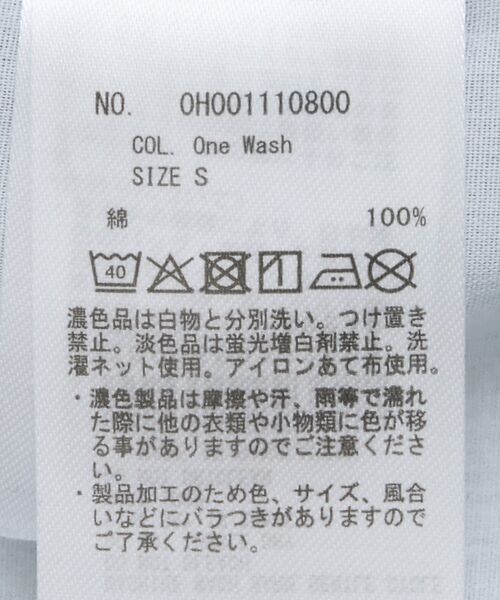 NO. 0H001110800
COL. One Wash
SIZE S
綿 100%
40
濃色品は白物と分別洗い。つけ置き
禁止。淡色品は蛍光増白剤禁止。洗
濯ネット使用。アイロンあて布使用。
・濃色製品は摩擦や汗、雨等で濡れ
た際に他の衣類や小物類に色が移
る事がありますのでご注意くださ
い。
・製品加工のため色、サイズ、風合
いなどにバラつきがありますので
ご了承ください。